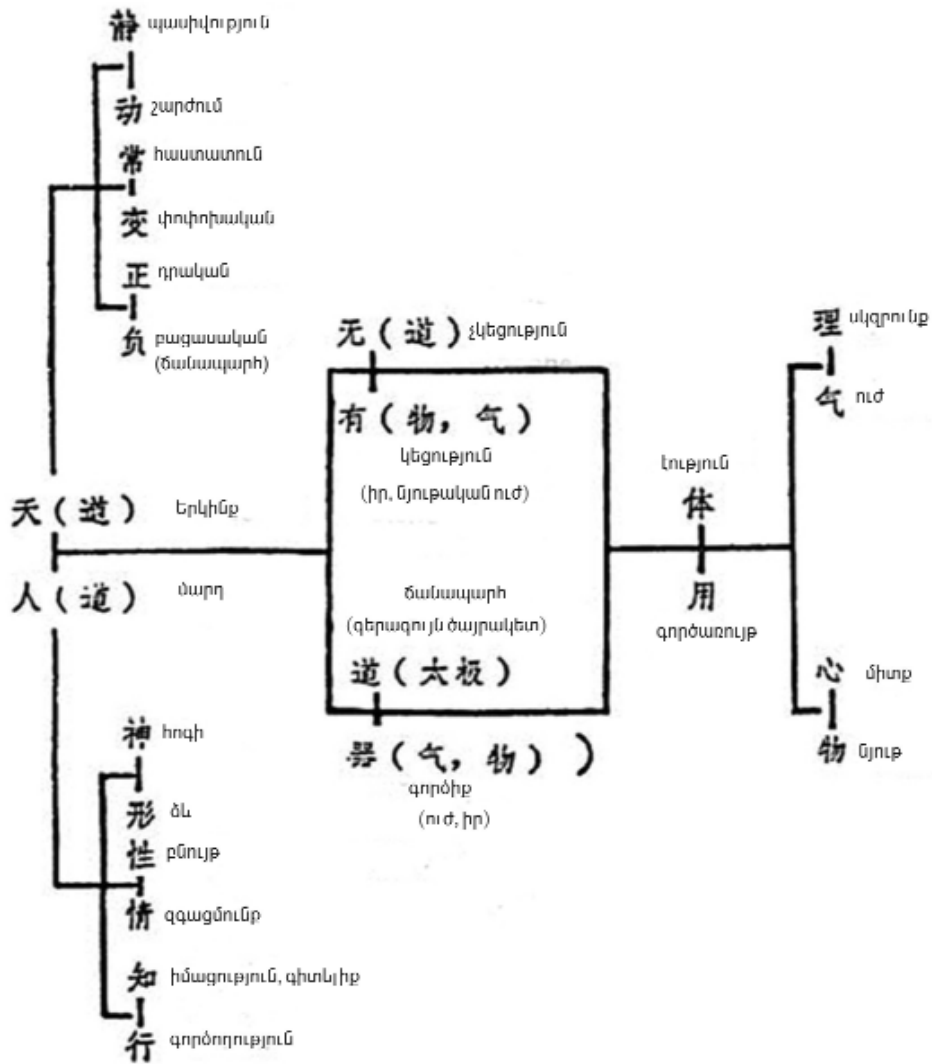 静 պասիվություն
动 շարժում
常 հաստատուն
变 փոփոխական
正 դրական
负 բացասական
(ճանապարհ)
天(道) Երկինք
人(道) մարդ
神 հոգի
形 ձև
性 բնույթ
情 զգացմունք
知 իմացություն, գիտելիք
行 գործողություն
无(道) չկեցություն
有(物, 气)
կեցություն
(իր, նյութական ուժ)
ճանապարհ
(գերագույն ծայրակետ)
道(太极)
器(气, 物) )
գործիք
(ուժ, իր)
էություն
体
用
գործառույթ
理 սկզբունք
气 ուժ
心 միտք
物 նյութ